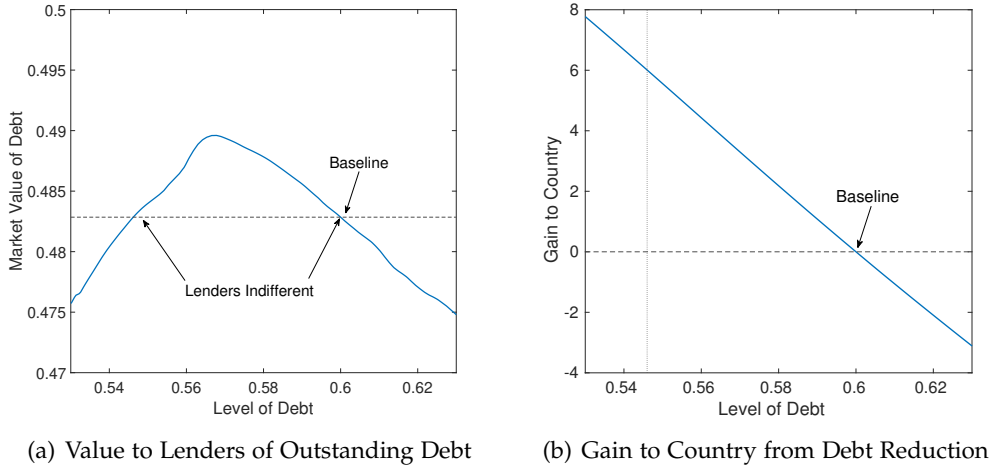 0.5
0.495
0.49
0.485
0.48
0.475
0.47
Market Value of Debt
Baseline
Lenders Indifferent
0.54
0.56
0.58
0.6
0.62
Level of Debt
(a) Value to Lenders of Outstanding Debt
8
6
4
2
0
-2
-4
Gain to Country
Baseline
0.54
0.56
0.58
0.6
0.62
Level of Debt
(b) Gain to Country from Debt Reduction